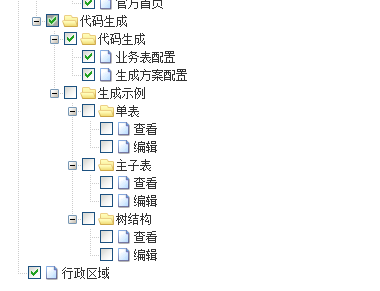 官方首页
代码生成
代码生成
业务表配置
生成方案配置
生成示例
单表
查看
编辑
主子表
查看
编辑
树结构
查看
编辑
行政区域